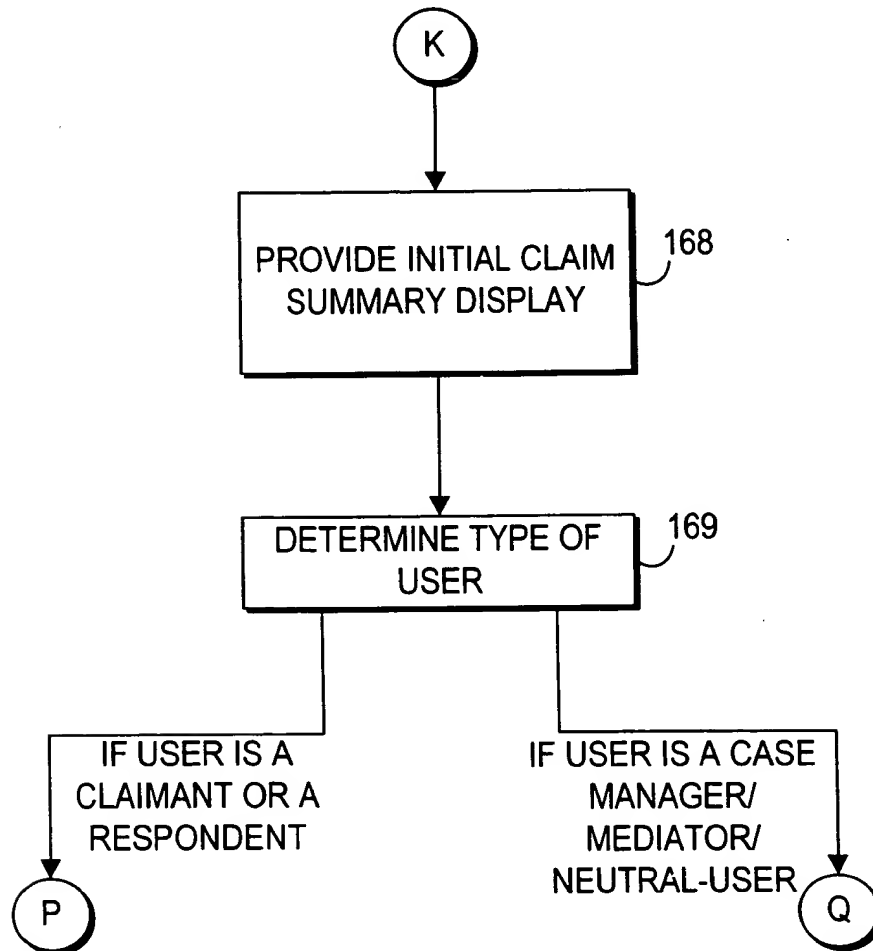 K
PROVIDE INITIAL CLAIM
SUMMARY DISPLAY
168
DETERMINE TYPE OF
USER
169
IF USER IS A
CLAIMANT OR A
RESPONDENT
IF USER IS A CASE
MANAGER/
MEDIATOR/
NEUTRAL-USER
P
Q